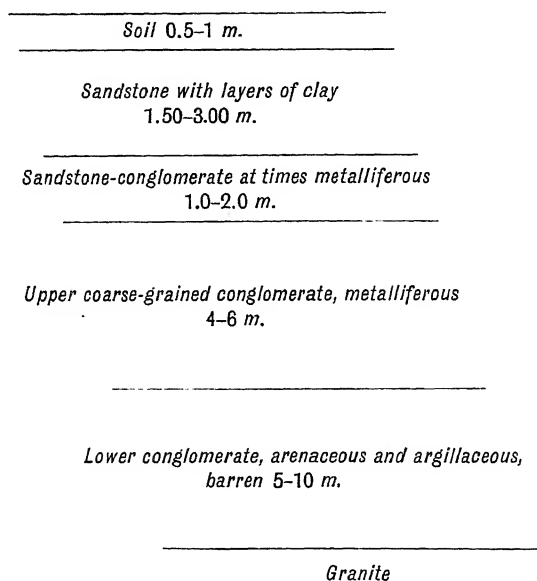 Soil 0.5–1 m.
Sandstone with layers of clay
1.50–3.00 m.
Sandstone-conglomerate at times metalliferous
1.0–2.0 m.
Upper coarse-grained conglomerate, metalliferous
4–6 m.
Lower conglomerate, arenaceous and argillaceous,
barren 5–10 m.
Granite